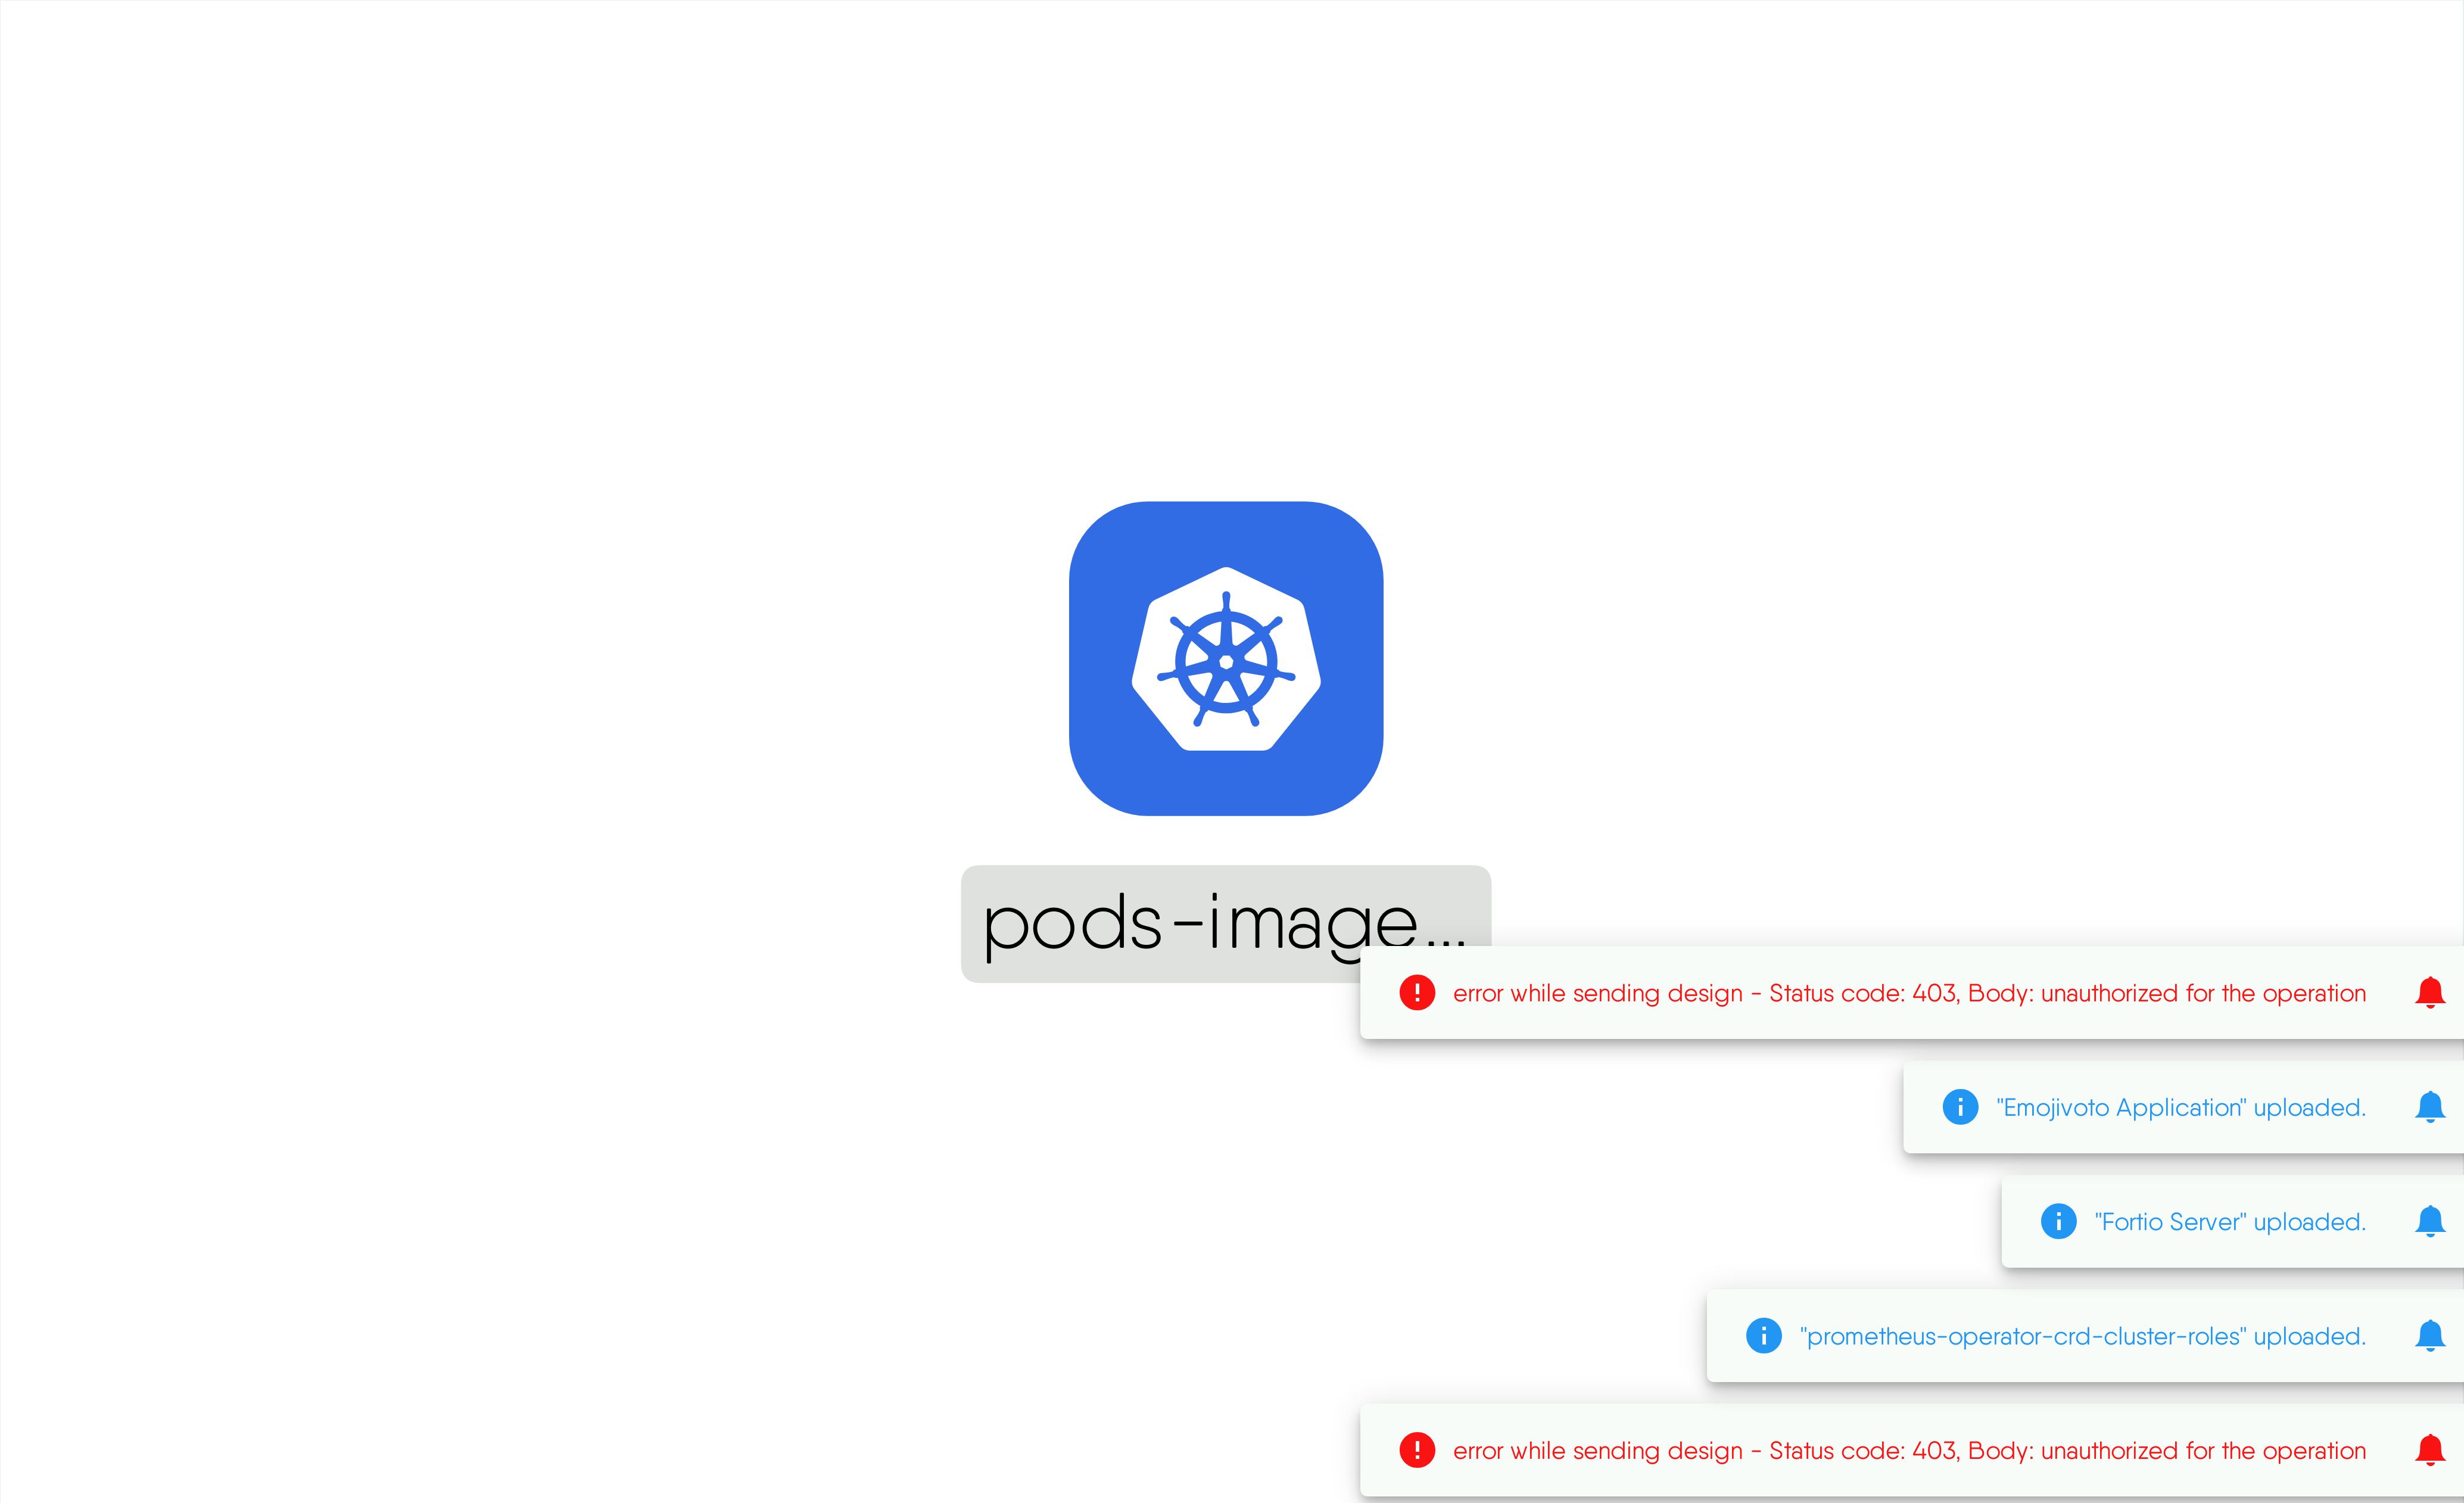 pods-image...
error while sending design - Status code: 403, Body: unauthorized for the operation
"Emojivoto Application" uploaded.
"Fortio Server" uploaded.
"prometheus-operator-crd-cluster-roles" uploaded.
error while sending design - Status code: 403, Body: unauthorized for the operation